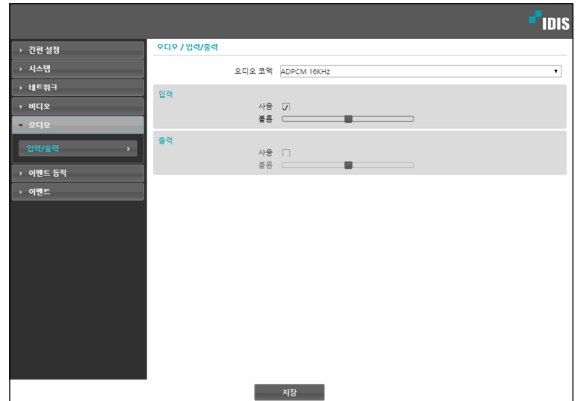 IDIS
간편 설정
시스템
네트워크
비디오
오디오
입력/출력
이벤트 동작
이벤트
오디오 / 입력/출력
오디오 코덱 ADPCM 16KHz
입력
사용
볼륨
출력
사용
볼륨
저장